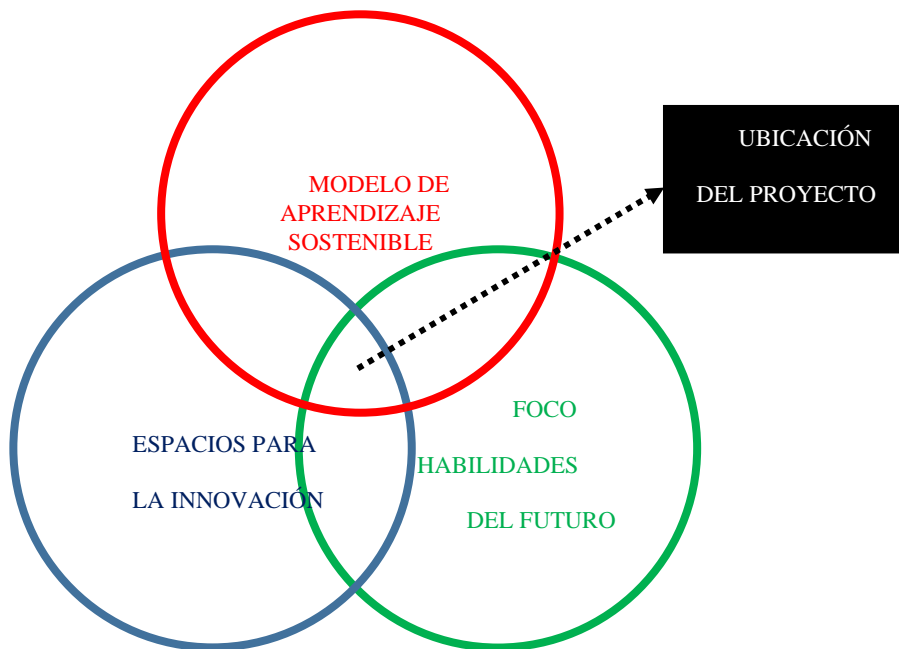 UBICACIÓN
DEL PROYECTO
MODELO DE
APRENDIZAJE
SOSTENIBLE
ESPACIOS PARA
LA INNOVACIÓN
FOCO
HABILIDADES
DEL FUTURO